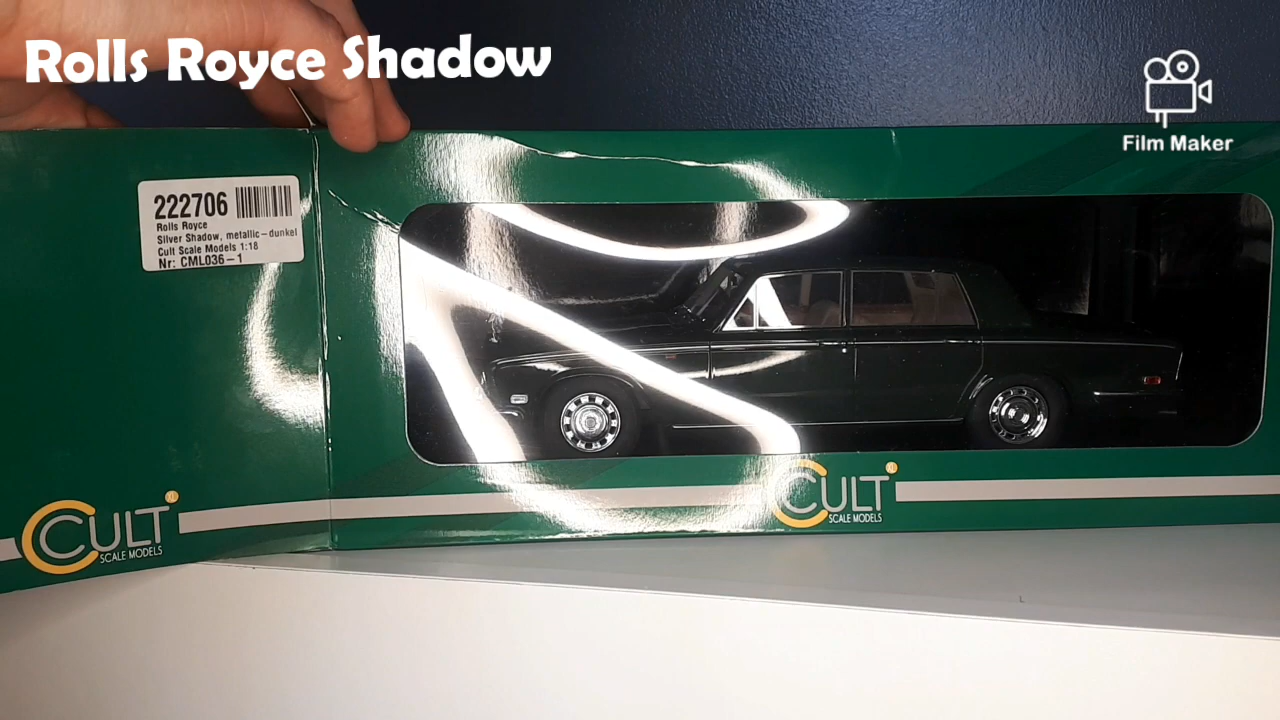 Rolls Royce Shadow
Film Maker
222706
Rolls Royce
Silver Shadow, metallic-dunkel
Cult Scale Models 1:18
Nr: CML036-1
CULT XL
SCALE MODELS
CULT
SCALE MODELS